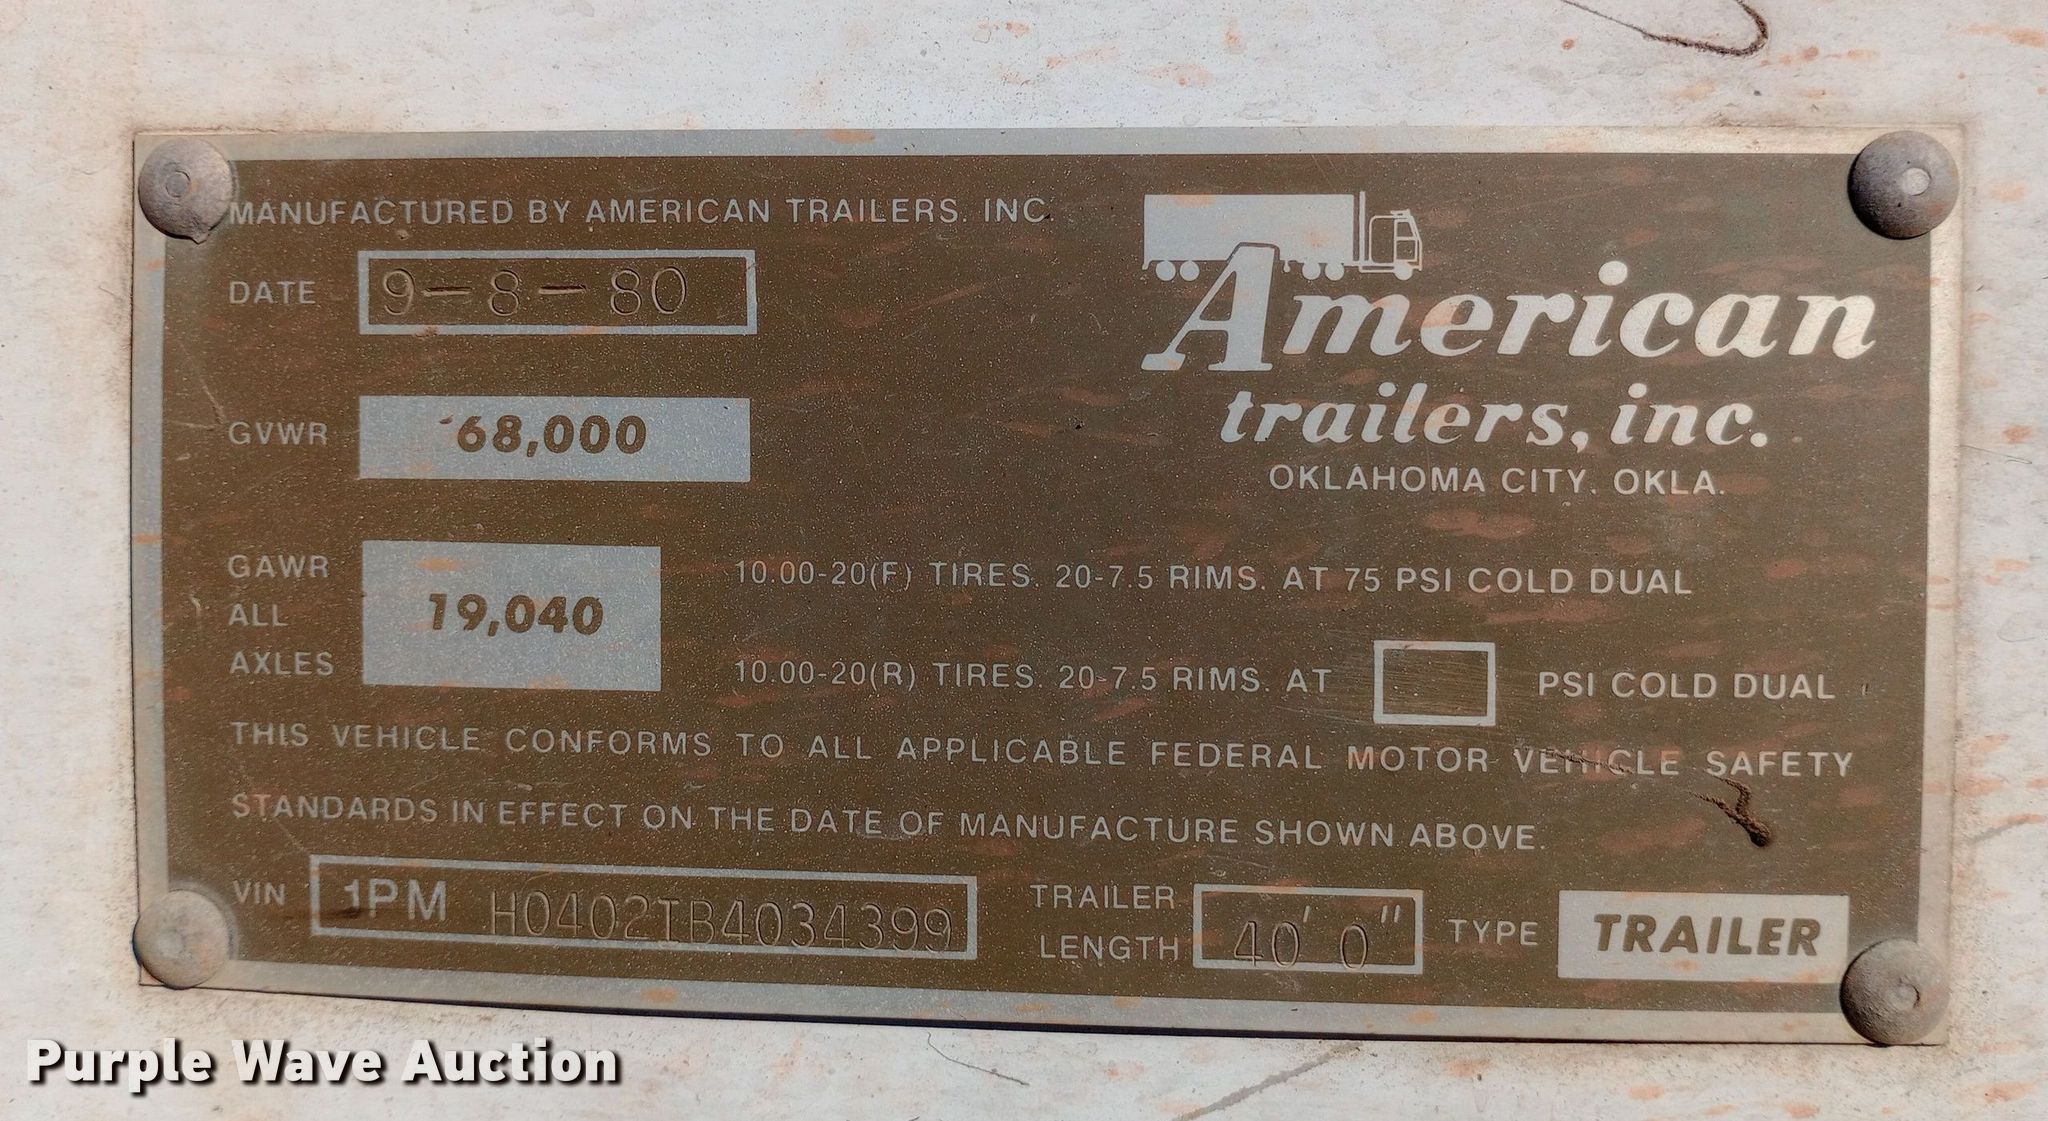 MANUFACTURED BY AMERICAN TRAILERS, INC.
DATE 9-8-80
American
trailers, inc.
OKLAHOMA CITY, OKLA.
GVWR 68,000
GAWR
ALL
AXLES
19,040
10.00-20(F) TIRES. 20-7.5 RIMS. AT 75 PSI COLD DUAL
10.00-20(R) TIRES. 20-7.5 RIMS. AT PSI COLD DUAL
THIS VEHICLE CONFORMS TO ALL APPLICABLE FEDERAL MOTOR VEHICLE SAFETY
STANDARDS IN EFFECT ON THE DATE OF MANUFACTURE SHOWN ABOVE.
VIN 1PM H0402IB4034399
TRAILER
LENGTH
40' 0"
TYPE TRAILER
Purple Wave Auction